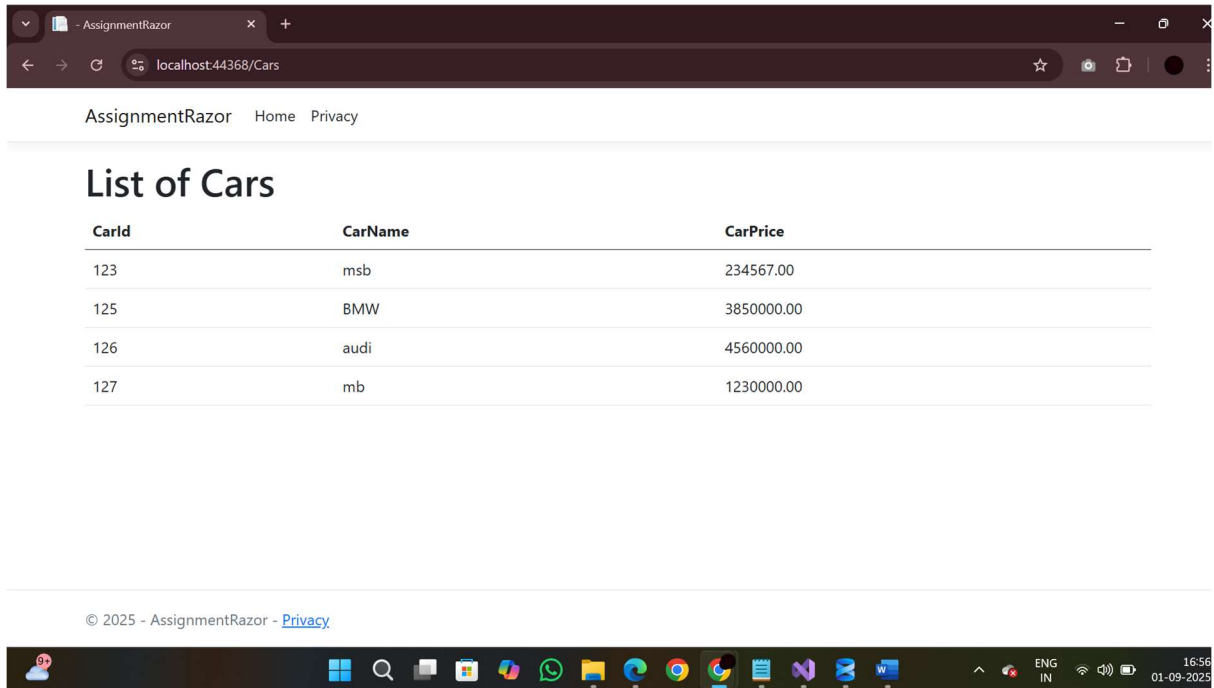 - AssignmentRazor
localhost:44368/Cars
AssignmentRazor Home Privacy
List of Cars
CarId CarName CarPrice
123 msb 234567.00
125 BMW 3850000.00
126 audi 4560000.00
127 mb 1230000.00
© 2025 - AssignmentRazor - Privacy
9+
W
ENG 16:56
IN 01-09-2025